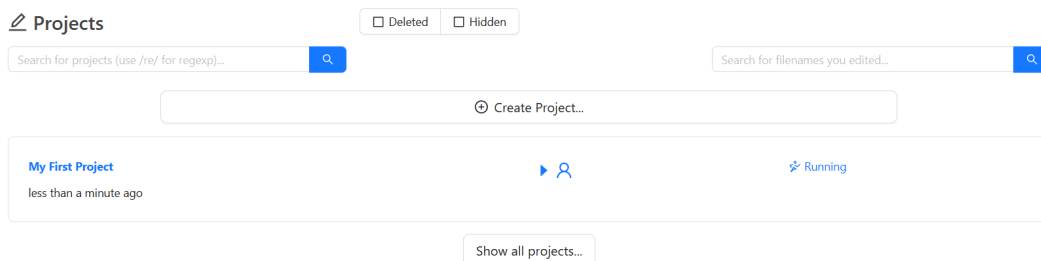 Projects
Deleted
Hidden
Search for projects (use /re/ for regexp)...
Search for filenames you edited...
Create Project...
My First Project
Running
less than a minute ago
Show all projects...